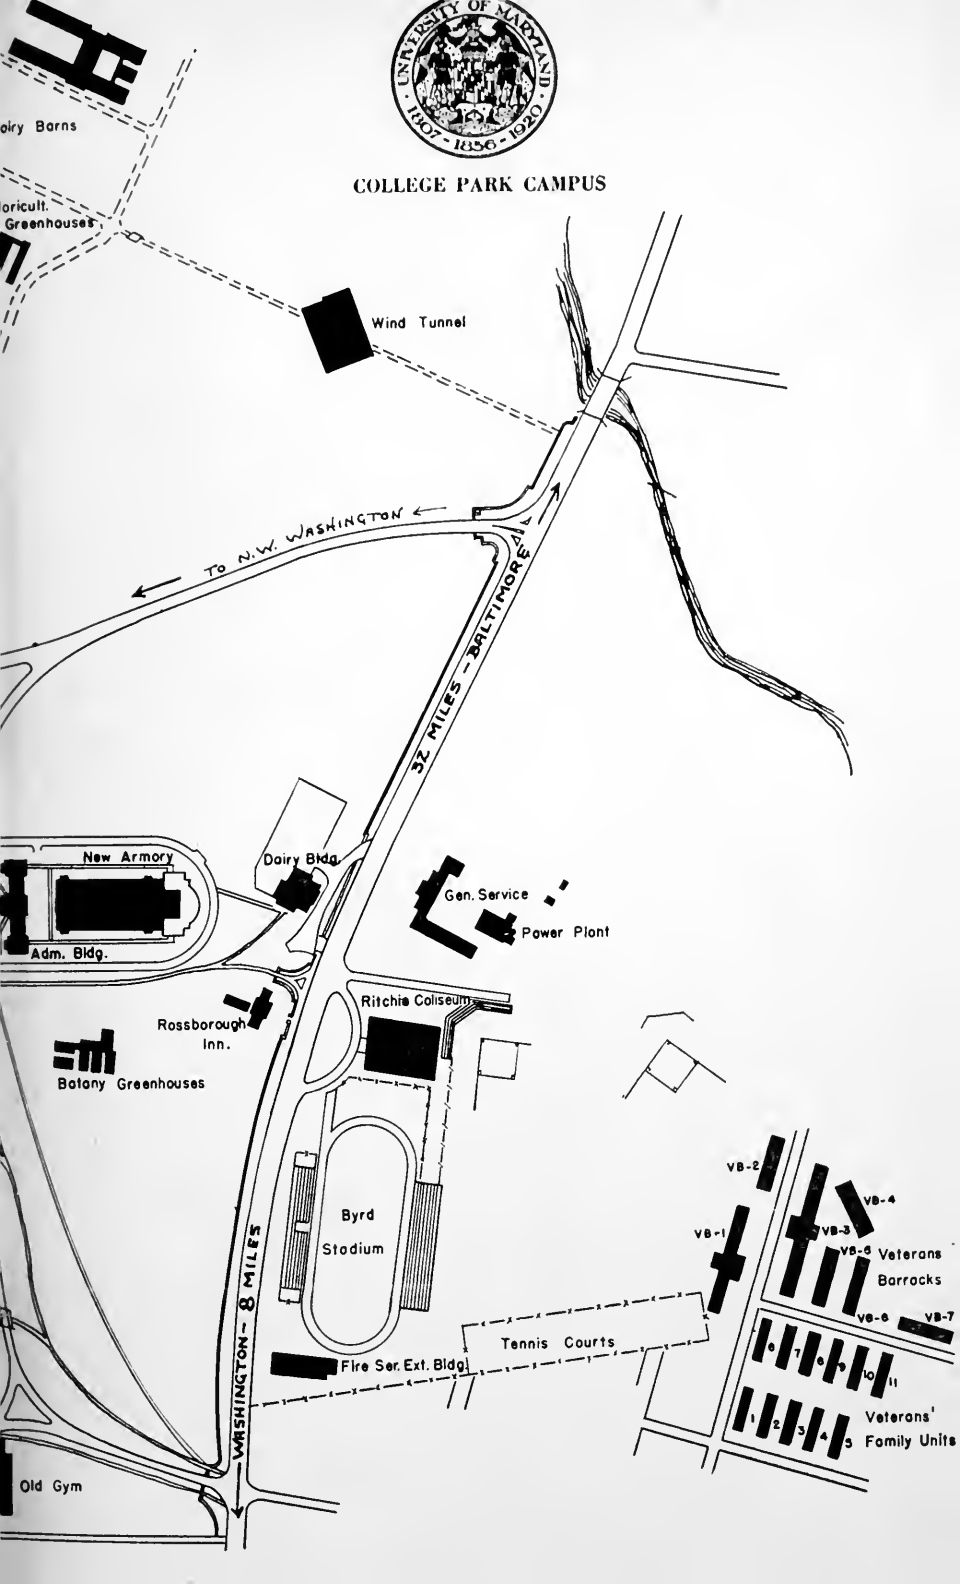 UNIVERSITY OF MARYLAND
1807 - 1856 - 1920
COLLEGE PARK CAMPUS
airy Barns
loricult.
Greenhouses
Wind Tunnel
TO N.W. WASHINGTON
32 MILES - BALTIMORE
New Armory
Dairy Bldg.
Gen. Service
Power Plant
Adm. Bldg.
Ritchie Coliseum
Rossborough
Inn.
Botany Greenhouses
VB-2
VB-4
VB-1
VB-3
Byrd
Stadium
VB-6
Veterans
Barracks
VB-6
VB-7
WASHINGTON - 8 MILES
Tennis Courts
Fire Ser. Ext. Bldg.
6
7
8
9
10
11
1
2
3
4
5
Veterans'
Family Units
Old Gym